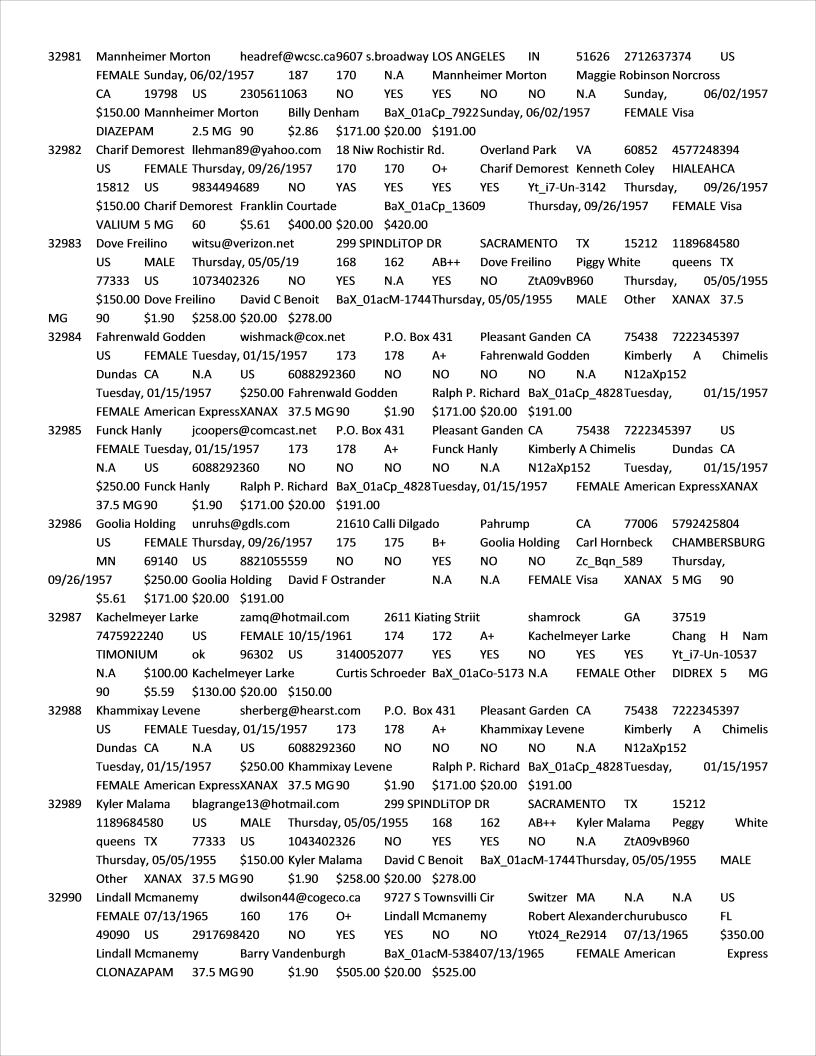 32981 Mannheimer Morton headref@wcsc.ca9607 s.broadway LOS ANGELES IN 51626 2712637374 US
FEMALE Sunday, 06/02/1957 187 170 N.A Mannheimer Morton Maggie Robinson Norcross
CA 19798 US 2305611063 NO YES YES NO NO N.A Sunday, 06/02/1957
$150.00 Mannheimer Morton Billy Denham BaX_01aCp_7922Sunday, 06/02/1957 FEMALE Visa
DIAZEPAM 2.5 MG 90 $2.86 $171.00 $20.00 $191.00
32982 Charif Demorest llehman89@yahoo.com 18 Niw Rochistir Rd. Overland Park VA 60852 4577248394
US FEMALE Thursday, 09/26/1957 170 170 O+ Charif Demorest Kenneth Coley HIALEAHCA
15812 US 9834494689 NO YAS YES YES YES Yt_i7-Un-3142 Thursday, 09/26/1957
$150.00 Charif Demorest Franklin Courtade BaX_01aCp_13609 Thursday, 09/26/1957 FEMALE Visa
VALIUM 5 MG 60 $5.61 $400.00 $20.00 $420.00
32983 Dove Freilino witsu@verizon.net 299 SPINDLiTOP DR SACRAMENTO TX 15212 1189684580
US MALE Thursday, 05/05/19 168 162 AB++ Dove Freilino Piggy White queens TX
77333 US 1073402326 NO YES N.A YES NO ZtA09vB960 Thursday, 05/05/1955
$150.00 Dove Freilino David C Benoit BaX_01acM-1744Thursday, 05/05/1955 MALE Other XANAX 37.5
MG 90 $1.90 $258.00 $20.00 $278.00
32984 Fahrenwald Godden wishmack@cox.net P.O. Box 431 Pleasant Ganden CA 75438 7222345397
US FEMALE Tuesday, 01/15/1957 173 178 A+ Fahrenwald Godden Kimberly A Chimelis
Dundas CA N.A US 6088292360 NO NO NO NO N.A N12aXp152
Tuesday, 01/15/1957 $250.00 Fahrenwald Godden Ralph P. Richard BaX_01aCp_4828Tuesday, 01/15/1957
FEMALE American ExpressXANAX 37.5 MG 90 $1.90 $171.00 $20.00 $191.00
32985 Funck Hanly jcoopers@comcast.net P.O. Box 431 Pleasant Ganden CA 75438 7222345397 US
FEMALE Tuesday, 01/15/1957 173 178 A+ Funck Hanly Kimberly A Chimelis Dundas CA
N.A US 6088292360 NO NO NO NO N.A N12aXp152 Tuesday, 01/15/1957
$250.00 Funck Hanly Ralph P. Richard BaX_01aCp_4828Tuesday, 01/15/1957 FEMALE American ExpressXANAX
37.5 MG 90 $1.90 $171.00 $20.00 $191.00
32986 Goolia Holding unruhs@gdls.com 21610 Calli Dilgado Pahrump CA 77006 5792425804
US FEMALE Thursday, 09/26/1957 175 175 B+ Goolia Holding Carl Hornbeck CHAMBERSBURG
MN 69140 US 8821055559 NO NO YES NO NO Zc_Bqn_589 Thursday,
09/26/1957 $250.00 Goolia Holding David F Ostrander N.A N.A FEMALE Visa XANAX 5 MG 90
$5.61 $171.00 $20.00 $191.00
32987 Kachelmeyer Larke zamq@hotmail.com 2611 Kiating Striit shamrock GA 37519
7475922240 US FEMALE 10/15/1961 174 172 A+ Kachelmeyer Larke Chang H Nam
TIMONIUM ok 96302 US 3140052077 YES YES NO YES YES Yt_i7-Un-10537
N.A $100.00 Kachelmeyer Larke Curtis Schroeder BaX_01aCo-5173 N.A FEMALE Other DIDREX 5 MG
90 $5.59 $130.00 $20.00 $150.00
32988 Khammixay Levene sherberg@hearst.com P.O. Box 431 Pleasant Garden CA 75438 7222345397
US FEMALE Tuesday, 01/15/1957 173 178 A+ Khammixay Levene Kimberly A Chimelis
Dundas CA N.A US 6088292360 NO NO NO NO N.A N12aXp152
Tuesday, 01/15/1957 $250.00 Khammixay Levene Ralph P. Richard BaX_01aCp_4828Tuesday, 01/15/1957
FEMALE American ExpressXANAX 37.5 MG 90 $1.90 $171.00 $20.00 $191.00
32989 Kyler Malama blagrange13@hotmail.com 299 SPINDLiTOP DR SACRAMENTO TX 15212
1189684580 US MALE Thursday, 05/05/1955 168 162 AB++ Kyler Malama Peggy White
queens TX 77333 US 1043402326 NO YES YES NO N.A ZtA09vB960
Thursday, 05/05/1955 $150.00 Kyler Malama David C Benoit BaX_01acM-1744Thursday, 05/05/1955 MALE
Other XANAX 37.5 MG 90 $1.90 $258.00 $20.00 $278.00
32990 Lindall Mcmanemy dwilson44@cogeco.ca 9727 S Townsvilli Cir Switzer MA N.A N.A US
FEMALE 07/13/1965 160 176 O+ Lindall Mcmanemy Robert Alexander churubusco FL
49090 US 2917698420 NO YES YES NO NO Yt024_Re2914 07/13/1965 $350.00
Lindall Mcmanemy Barry Vandenburgh BaX_01acM-538407/13/1965 FEMALE American Express
CLONAZAPAM 37.5 MG 90 $1.90 $505.00 $20.00 $525.00